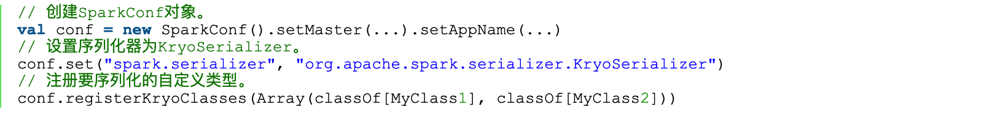 // 创建SparkConf对象。
val conf = new SparkConf().setMaster(...).setAppName(...)
// 设置序列化器为KryoSerializer。
conf.set("spark.serializer", "org.apache.spark.serializer.KryoSerializer")
// 注册要序列化的自定义类型。
conf.registerKryoClasses(Array(classOf[MyClass1], classOf[MyClass2]))